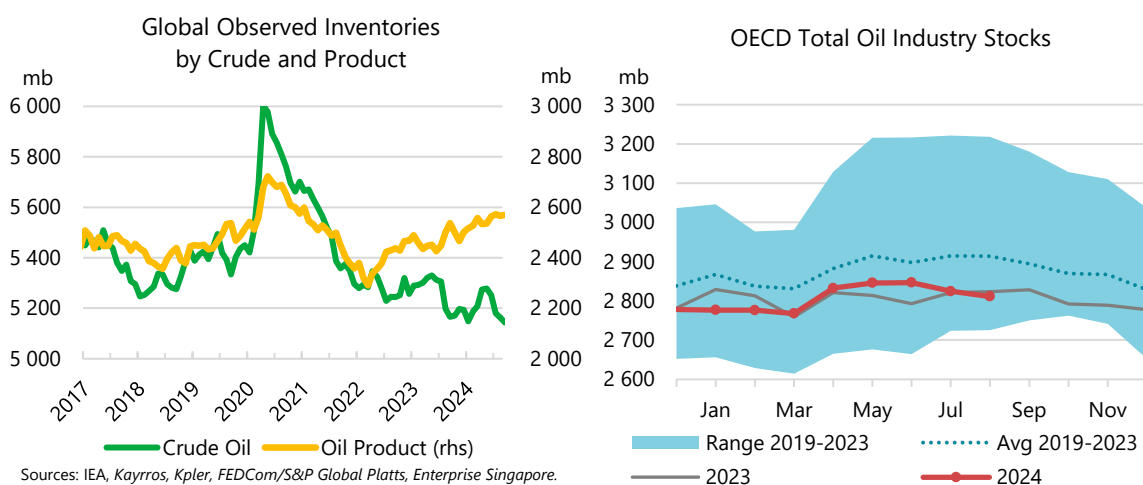 Global Observed Inventories
by Crude and Product
mb
mb
6 000
5 800
5 600
5 400
5 200
5 000
3 000
2 800
2 600
2 400
2 200
2 000
2017
2018
2019
2020
2021
2022
2023
2024
Crude Oil
Oil Product (rhs)
Sources: IEA, Kayrros, Kpler, FEDCom/S&P Global Platts, Enterprise Singapore.
OECD Total Oil Industry Stocks
mb
3 300
3 200
3 100
3 000
2 900
2 800
2 700
2 600
Jan
Mar
May
Jul
Sep
Nov
Range 2019-2023
Avg 2019-2023
2023
2024